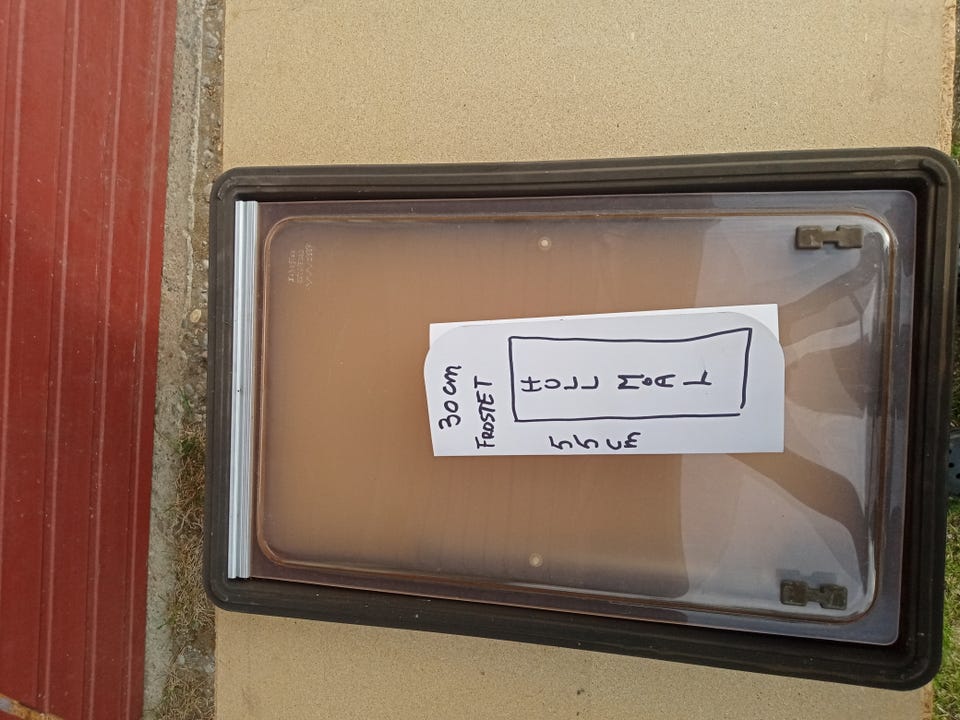 30 cm
FROSTET
55 cm
HULL MÅL